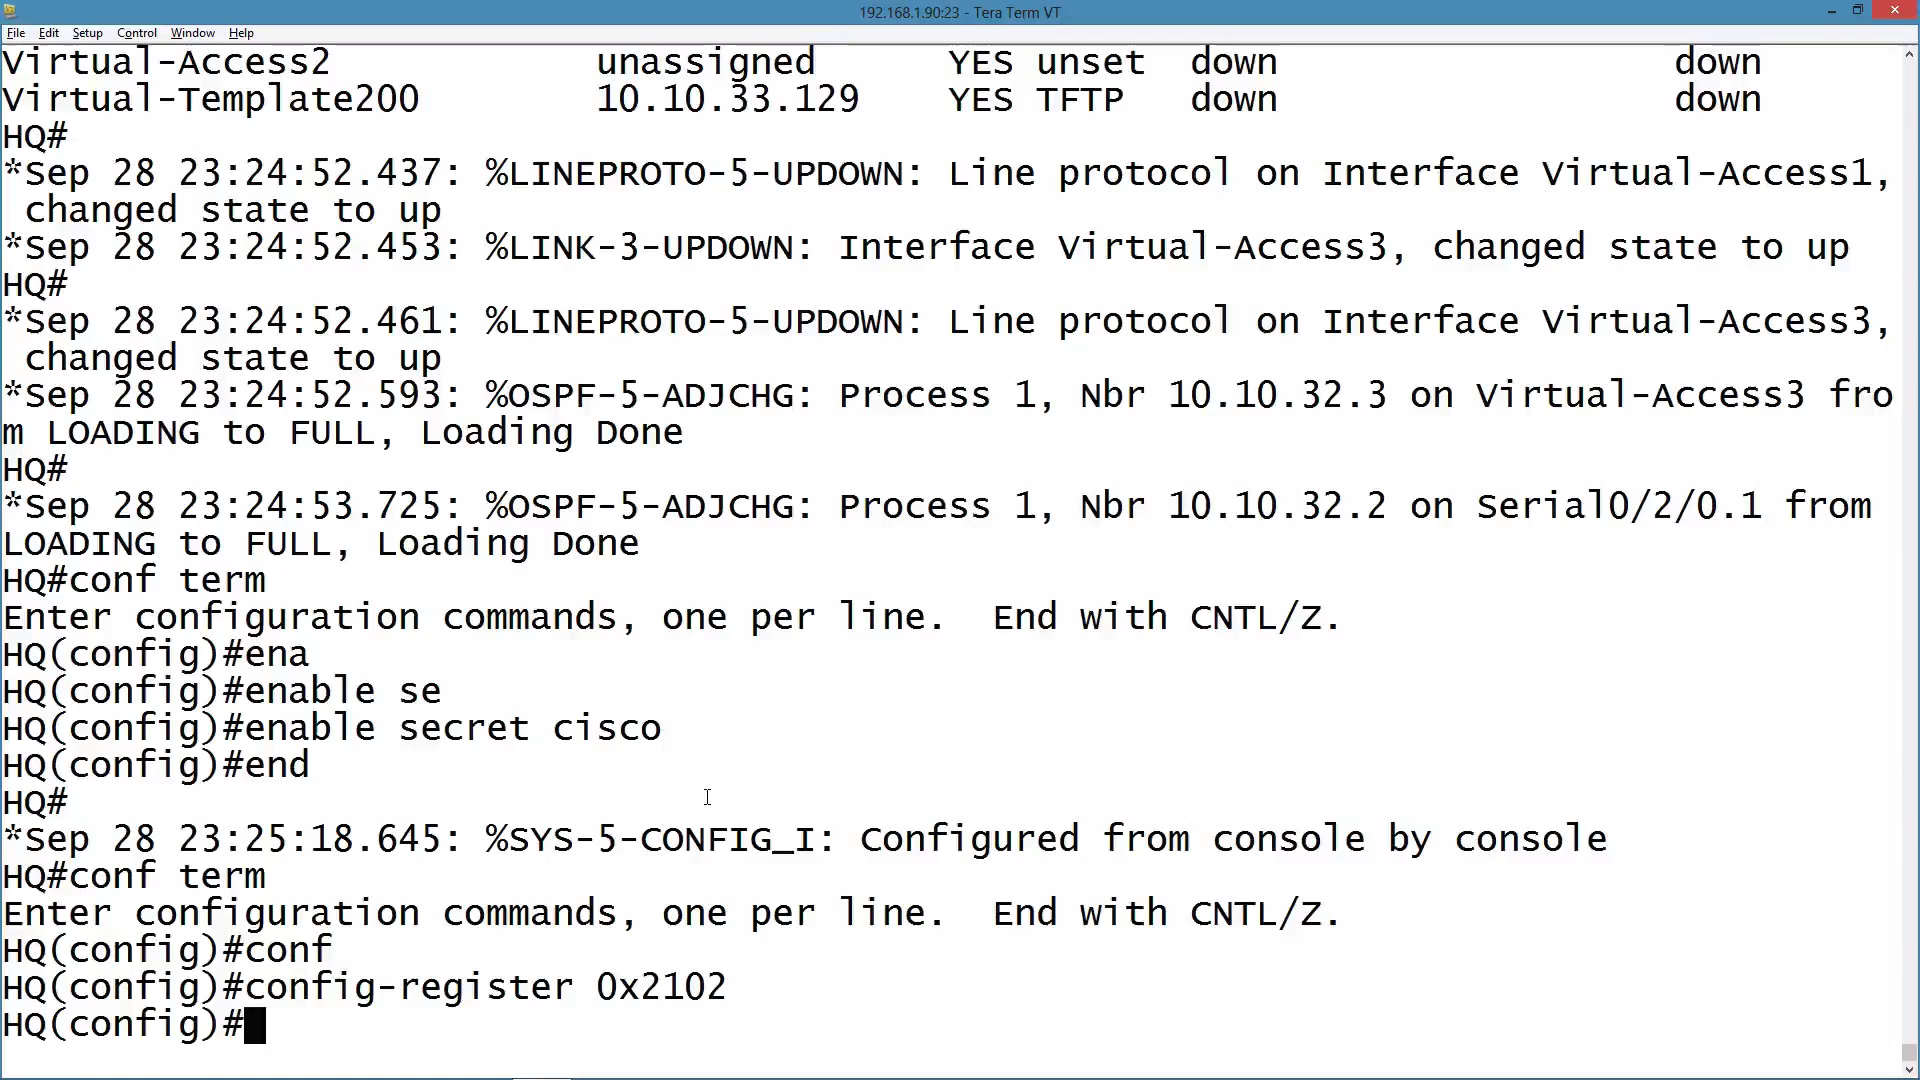 192.168.1.90:23 - Tera Term VT
File Edit Setup Control Window Help
Virtual-Access2 unassigned YES unset down down
Virtual-Template200 10.10.33.129 YES TFTP down down
HQ#
*Sep 28 23:24:52.437: %LINEPROTO-5-UPDOWN: Line protocol on Interface Virtual-Access1,
changed state to up
*Sep 28 23:24:52.453: %LINK-3-UPDOWN: Interface Virtual-Access3, changed state to up
HQ#
*Sep 28 23:24:52.461: %LINEPROTO-5-UPDOWN: Line protocol on Interface Virtual-Access3,
changed state to up
*Sep 28 23:24:52.593: %OSPF-5-ADJCHG: Process 1, Nbr 10.10.32.3 on Virtual-Access3 fro
m LOADING to FULL, Loading Done
HQ#
*Sep 28 23:24:53.725: %OSPF-5-ADJCHG: Process 1, Nbr 10.10.32.2 on Serial0/2/0.1 from
LOADING to FULL, Loading Done
HQ#conf term
Enter configuration commands, one per line.  End with CNTL/Z.
HQ(config)#ena
HQ(config)#enable se
HQ(config)#enable secret cisco
HQ(config)#end
HQ#
*Sep 28 23:25:18.645: %SYS-5-CONFIG_I: Configured from console by console
HQ#conf term
Enter configuration commands, one per line.  End with CNTL/Z.
HQ(config)#conf
HQ(config)#config-register 0x2102
HQ(config)#